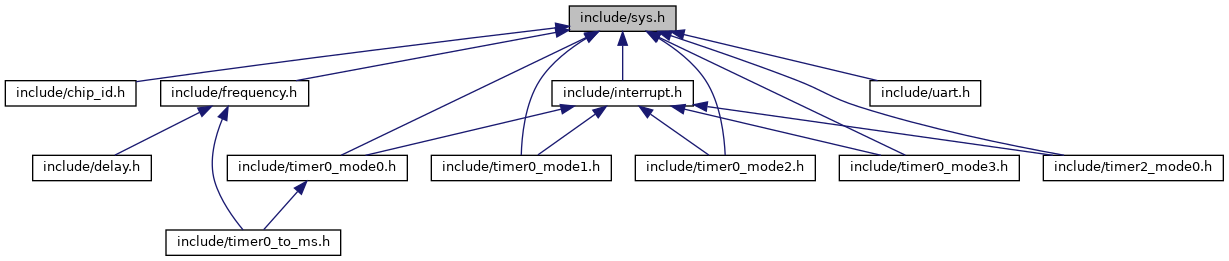 include/sys.h
include/chip_id.h
include/frequency.h
include/interrupt.h
include/uart.h
include/delay.h
include/timer0_mode0.h
include/timer0_mode1.h
include/timer0_mode2.h
include/timer0_mode3.h
include/timer2_mode0.h
include/timer0_to_ms.h